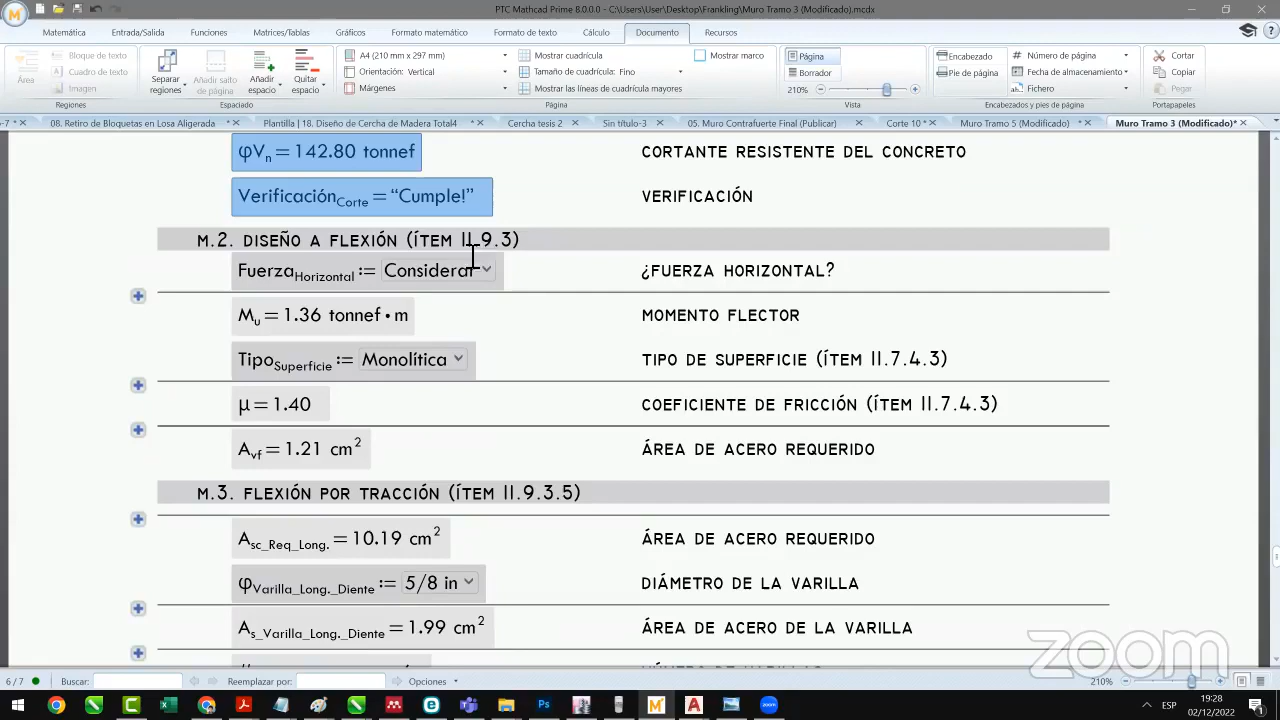 PTC Mathcad Prime 8.0.0.0 - C:\Users\User\Desktop\Frankling\Muro Tramo 3 (Modificado).mcdx
Matemática Entrada/Salida Funciones Matrices/Tablas Gráficos Formato matemático Formato de texto Cálculo Documento Recursos
Área
Bloque de texto
Cuadro de texto
Imagen
Regiones
Separar regiones
Añadir salto de página
Añadir espacio
Quitar espacio
Espaciado
A4 (210 mm x 297 mm)
Orientación: Vertical
Márgenes
Mostrar cuadrícula
Tamaño de cuadrícula: Fino
Mostrar las líneas de cuadrícula mayores
Mostrar marco
Página
Página
Borrador
210%
Vista
Encabezado
Pie de página
Número de página
Fecha de almacenamiento
Fichero
Encabezados y pies de página
Cortar
Copiar
Pegar
Portapapeles
08. Retiro de Bloquetas en Losa Aligerada
Plantilla | 18. Diseño de Cercha de Madera Total4
Cercha tesis 2
Sin título-3
05. Muro Contrafuerte Final (Publicar)
Corte 10 *
Muro Tramo 5 (Modificado) *
Muro Tramo 3 (Modificado)*
φVn = 142.80 tonnef CORTANTE RESISTENTE DEL CONCRETO
VerificaciónCorte = “Cumple!” VERIFICACIÓN
M.2. DISEÑO A FLEXIÓN (ÍTEM 11.9.3)
FuerzaHorizontal := Considerar ¿FUERZA HORIZONTAL?
Mu = 1.36 tonnef • m MOMENTO FLECTOR
TipoSuperficie := Monolítica TIPO DE SUPERFICIE (ÍTEM 11.7.4.3)
μ = 1.40 COEFICIENTE DE FRICCIÓN (ÍTEM 11.7.4.3)
Avf = 1.21 cm2 ÁREA DE ACERO REQUERIDO
M.3. FLEXIÓN POR TRACCIÓN (ÍTEM 11.9.3.5)
Asc_Req_Long. = 10.19 cm2 ÁREA DE ACERO REQUERIDO
φVarilla_Long._Diente := 5/8 in DIÁMETRO DE LA VARILLA
As_Varilla_Long._Diente = 1.99 cm2 ÁREA DE ACERO DE LA VARILLA
zoom
6 / 7 Buscar: Reemplazar por: Opciones 210%
ESP
19:28
02/12/2022